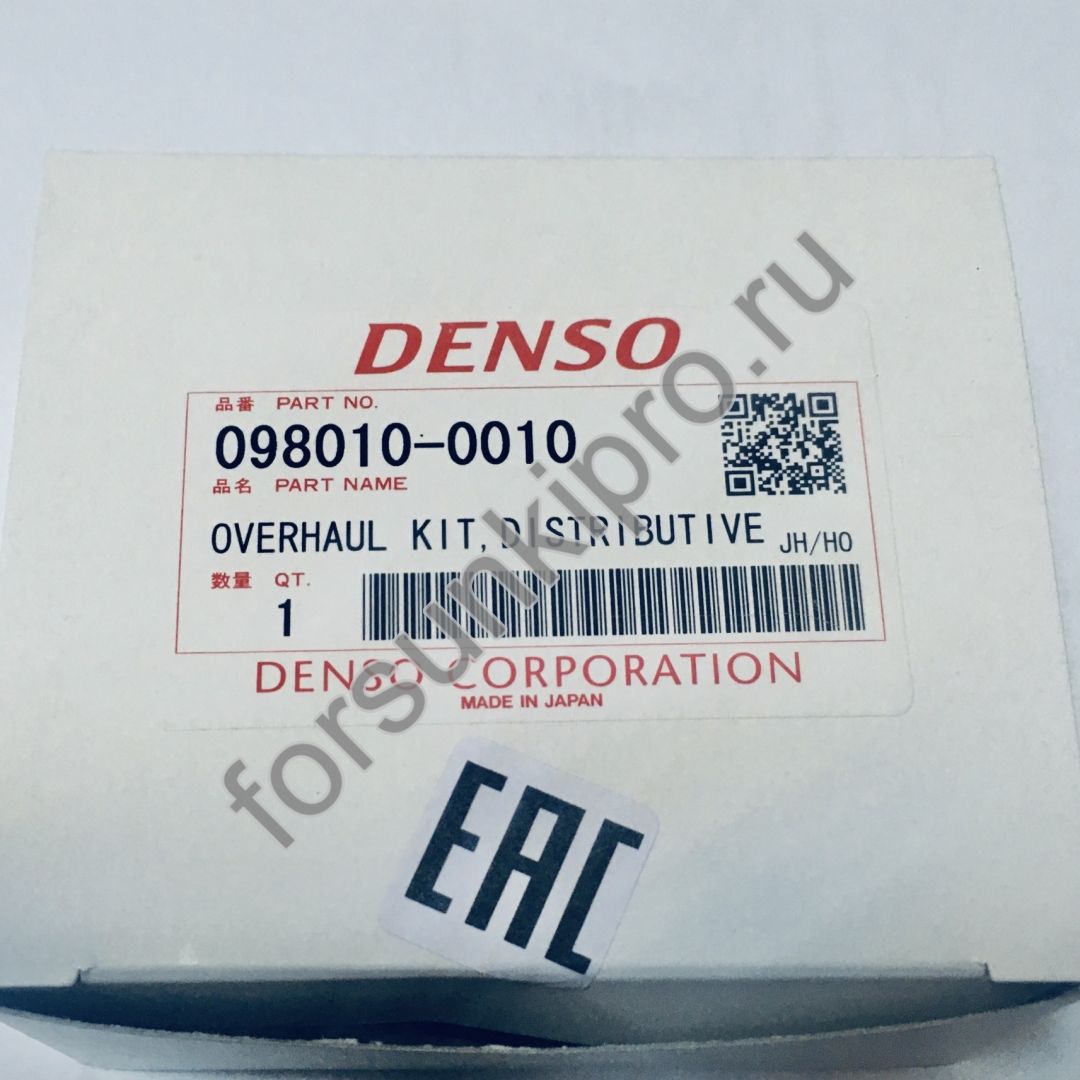 DENSO
品番 PART NO.
098010-0010
品名 PART NAME
OVERHAUL KIT,DISTRIBUTIVE JH/HO
数量 QT.
1
DENSO CORPORATION
MADE IN JAPAN
EAC
forsunkipro.ru